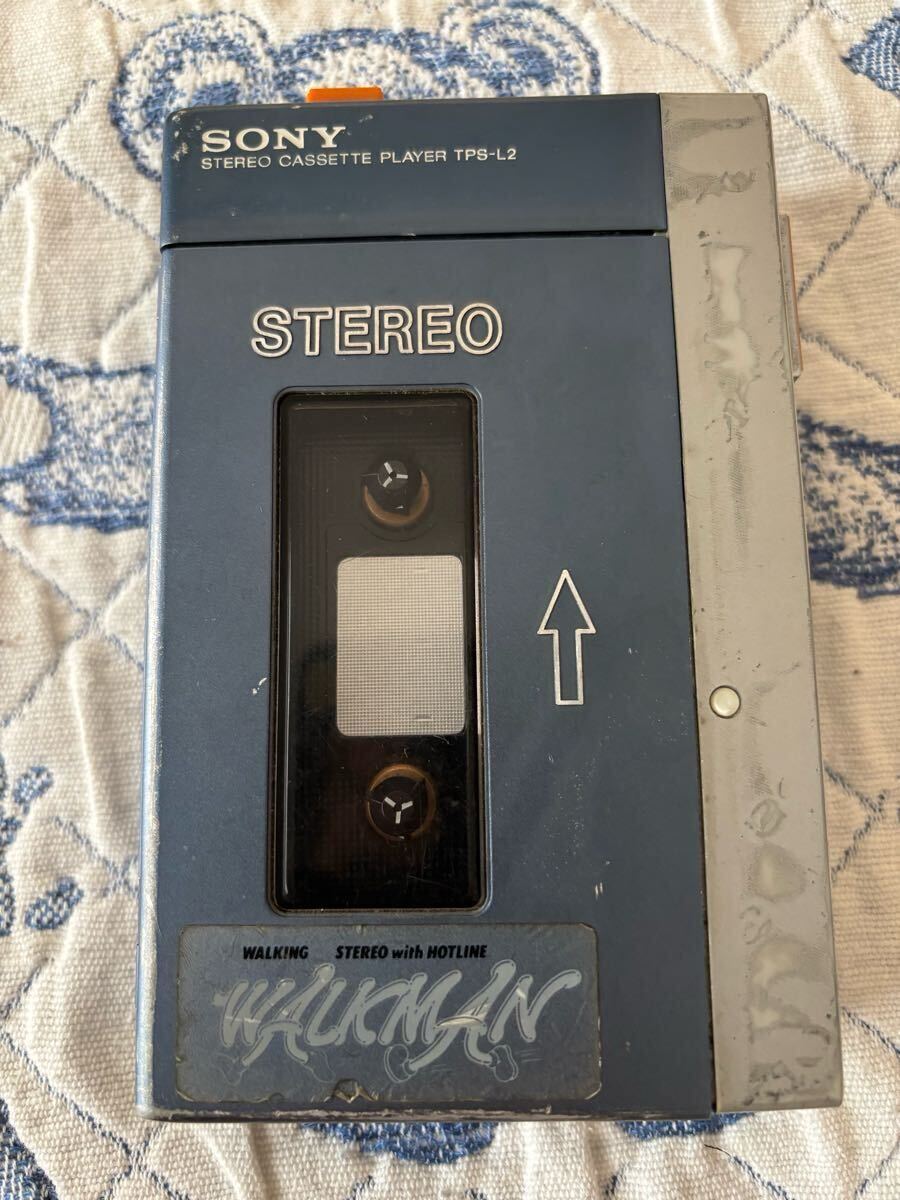 SONY
STEREO CASSETTE PLAYER TPS-L2
STEREO
WALKING STEREO with HOTLINE
WALKMAN